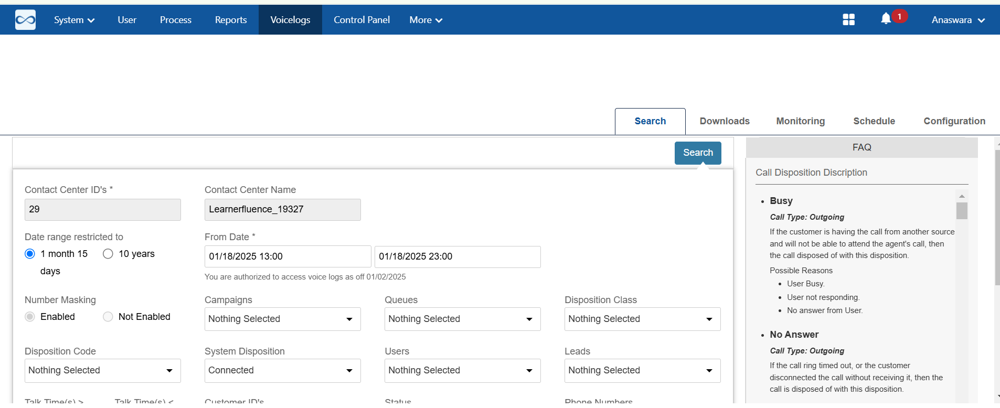 System User Process Reports Voicelogs Control Panel More 1 Anaswara
Search Downloads Monitoring Schedule Configuration
Search
Contact Center ID's * Contact Center Name
29 Learnerfluence_19327
Date range restricted to From Date *
1 month 15 days 10 years 01/18/2025 13:00 01/18/2025 23:00
You are authorized to access voice logs as off 01/02/2025
Number Masking Campaigns Queues Disposition Class
Enabled Not Enabled Nothing Selected Nothing Selected Nothing Selected
Disposition Code System Disposition Users Leads
Nothing Selected Connected Nothing Selected Nothing Selected
Talk Time(s) > Talk Time(s) < Customer ID's Status Phone Numbers
FAQ
Call Disposition Discription
Busy
Call Type: Outgoing
If the customer is having the call from another source
and will not be able to attend the agent's call, then
the call disposed of with this disposition.
Possible Reasons
User Busy.
User not responding.
No answer from User.
No Answer
Call Type: Outgoing
If the call ring timed out, or the customer
disconnected the call without receiving it, then the
call is disposed of with this disposition.